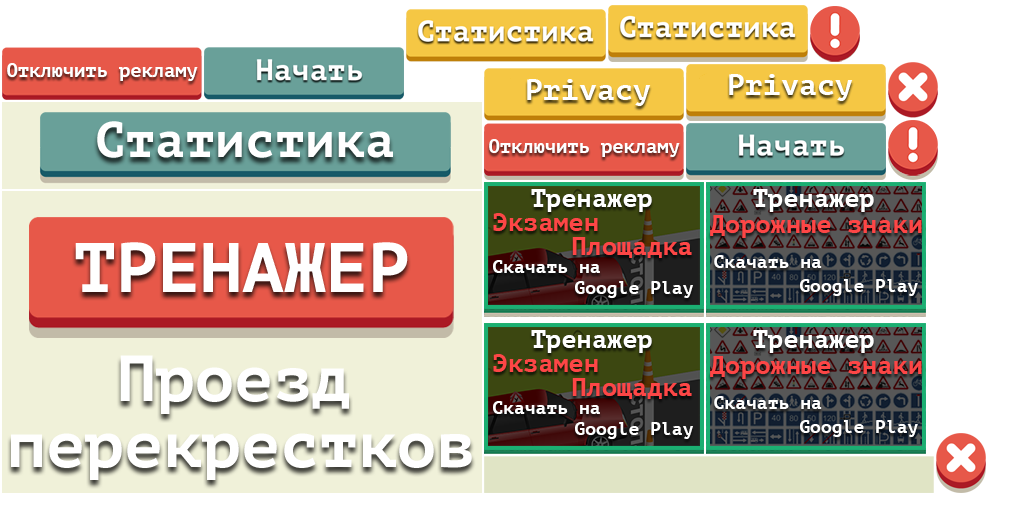 Статистика
Статистика
!
Отключить рекламу
Начать
Privacy
Privacy
Статистика
Отключить рекламу
Начать
!
ТРЕНАЖЕР
Проезд
перекрестков
Тренажер
Экзамен
Площадка
Скачать на
Google Play
Тренажер
Дорожные знаки
Скачать на
Google Play
Тренажер
Экзамен
Площадка
Скачать на
Google Play
Тренажер
Дорожные знаки
Скачать на
Google Play